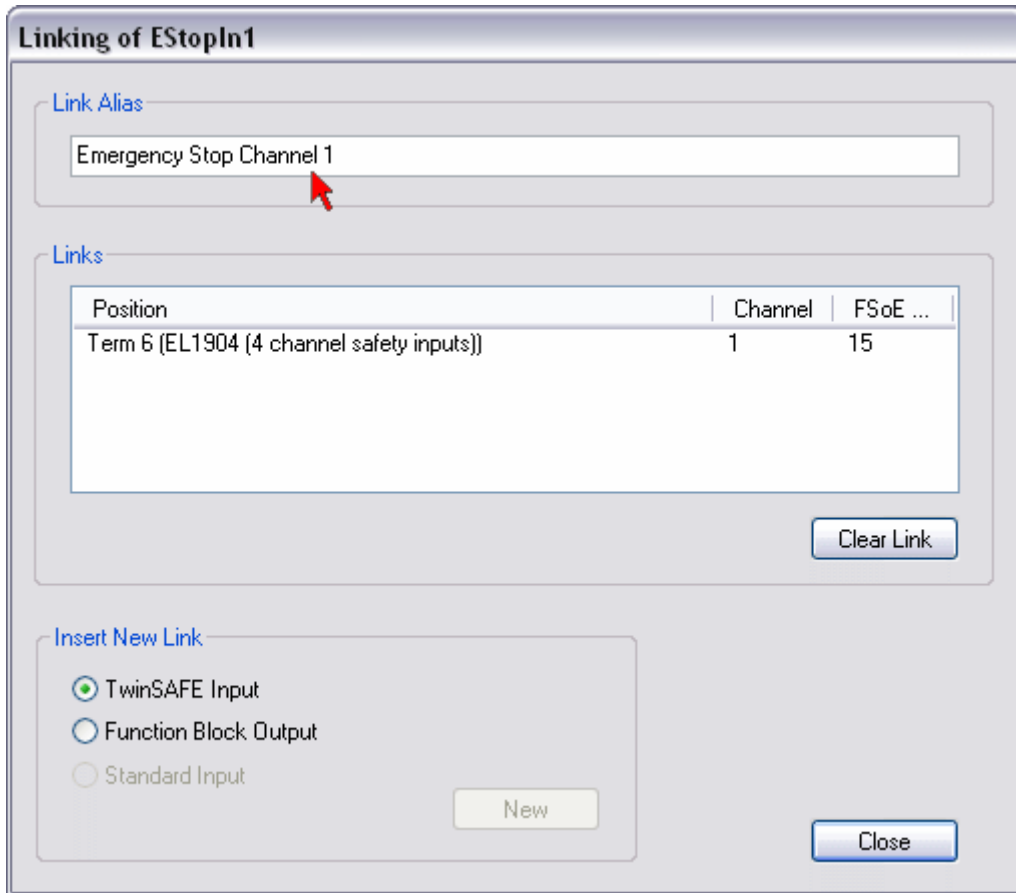 Linking of EStopIn1
Link Alias
Emergency Stop Channel 1
Links
Position Channel FSoE ...
Term 6 (EL1904 (4 channel safety inputs)) 1 15
Clear Link
Insert New Link
TwinSAFE Input
Function Block Output
Standard Input
New
Close